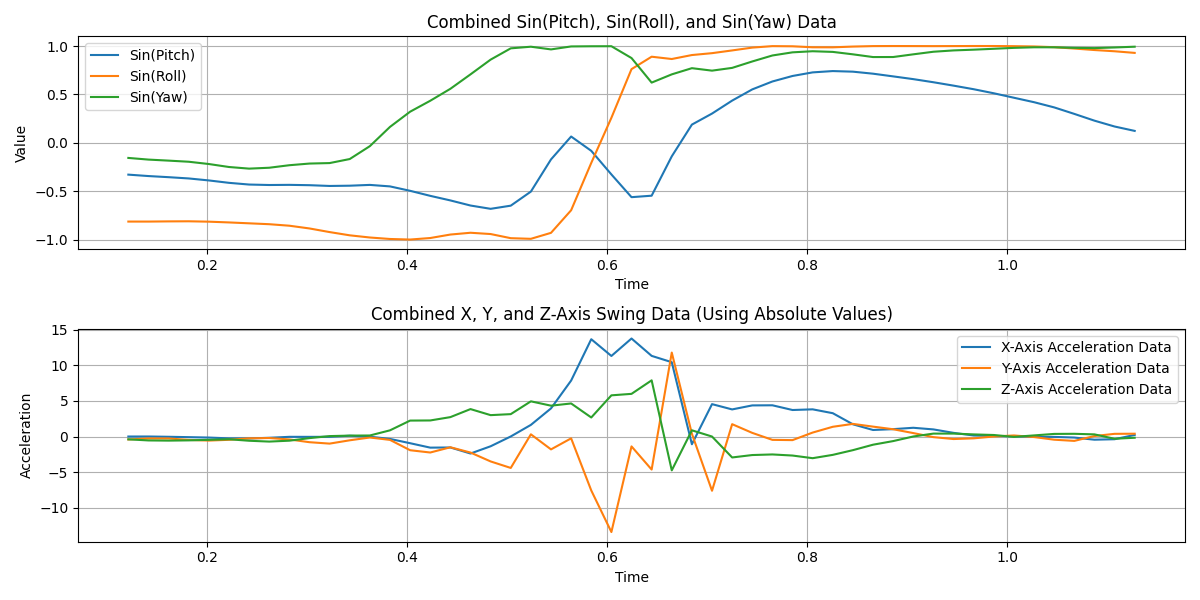 Combined Sin(Pitch), Sin(Roll), and Sin(Yaw) Data
1.0
0.5
0.0
−0.5
−1.0
Value
Sin(Pitch)
Sin(Roll)
Sin(Yaw)
0.2 0.4 0.6 0.8 1.0
Time
Combined X, Y, and Z-Axis Swing Data (Using Absolute Values)
15
10
5
0
−5
−10
Acceleration
X-Axis Acceleration Data
Y-Axis Acceleration Data
Z-Axis Acceleration Data
0.2 0.4 0.6 0.8 1.0
Time